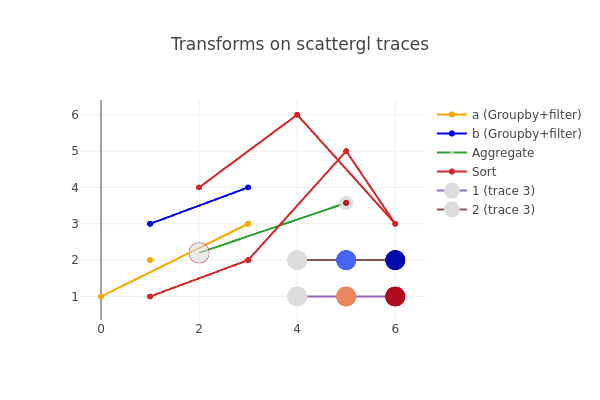 Transforms on scattergl traces
6
5
4
3
2
1
0
2
4
6
a (Groupby+filter)
b (Groupby+filter)
Aggregate
Sort
1 (trace 3)
2 (trace 3)